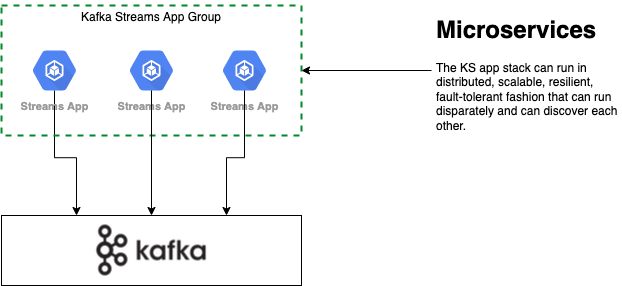 Kafka Streams App Group
Microservices
The KS app stack can run in
distributed, scalable, resilient,
fault-tolerant fashion that can run
disparately and can discover each
other.
Streams App
Streams App
Streams App
kafka